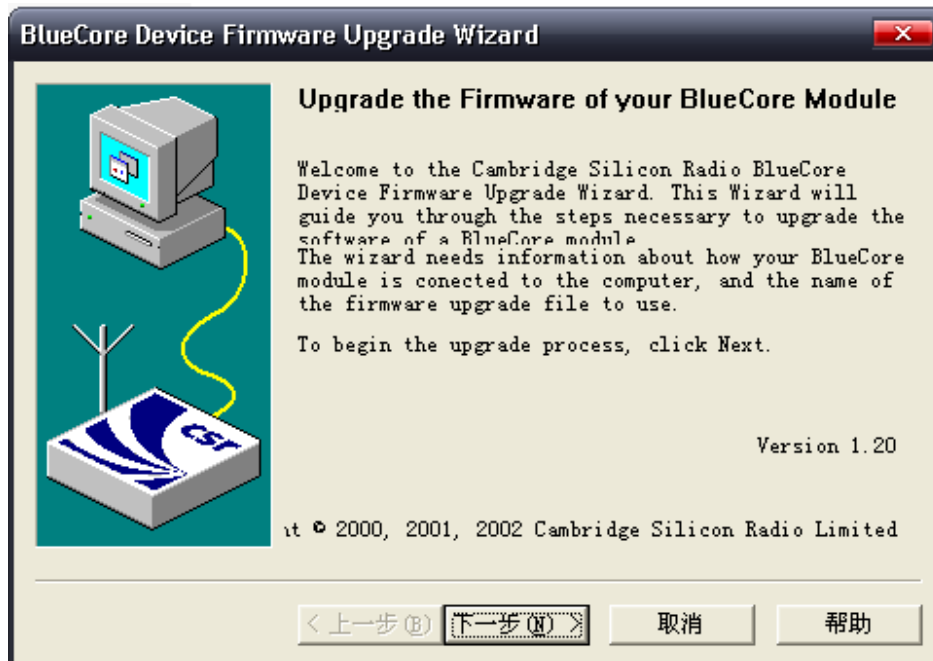 BlueCore Device Firmware Upgrade Wizard
Upgrade the Firmware of your BlueCore Module
Welcome to the Cambridge Silicon Radio BlueCore
Device Firmware Upgrade Wizard. This Wizard will
guide you through the steps necessary to upgrade the
software of a BlueCore module
The wizard needs information about how your BlueCore
module is conected to the computer, and the name of
the firmware upgrade file to use.
To begin the upgrade process, click Next.
CSR
Version 1.20
© 2000, 2001, 2002 Cambridge Silicon Radio Limited
< 上一步(B) 下一步(N) > 取消 帮助